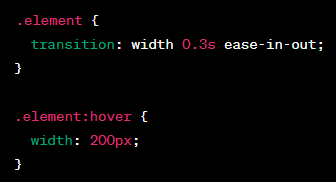 .element {
  transition: width 0.3s ease-in-out;
}

.element:hover {
  width: 200px;
}